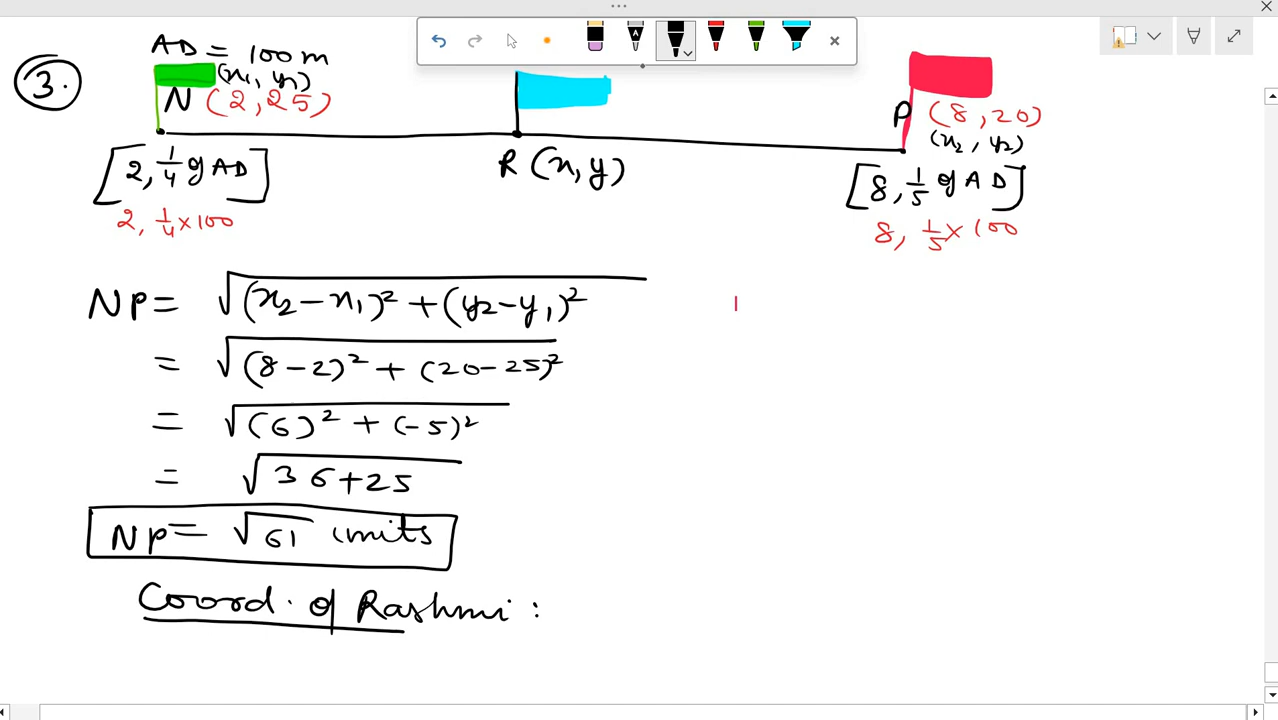 3.
AD = 100m
(x1, y1)
N (2,25)
P (8,20)
(x2, y2)
[2, 1/4 of AD]
R (x,y)
[8, 1/5 of AD]
2, 1/4 × 100
8, 1/5 × 100
NP = √(x2 - x1)² + (y2 - y1)²
= √(8-2)² + (20-25)²
= √(6)² + (-5)²
= √36+25
NP = √61 units
Coord. of Rashmi :